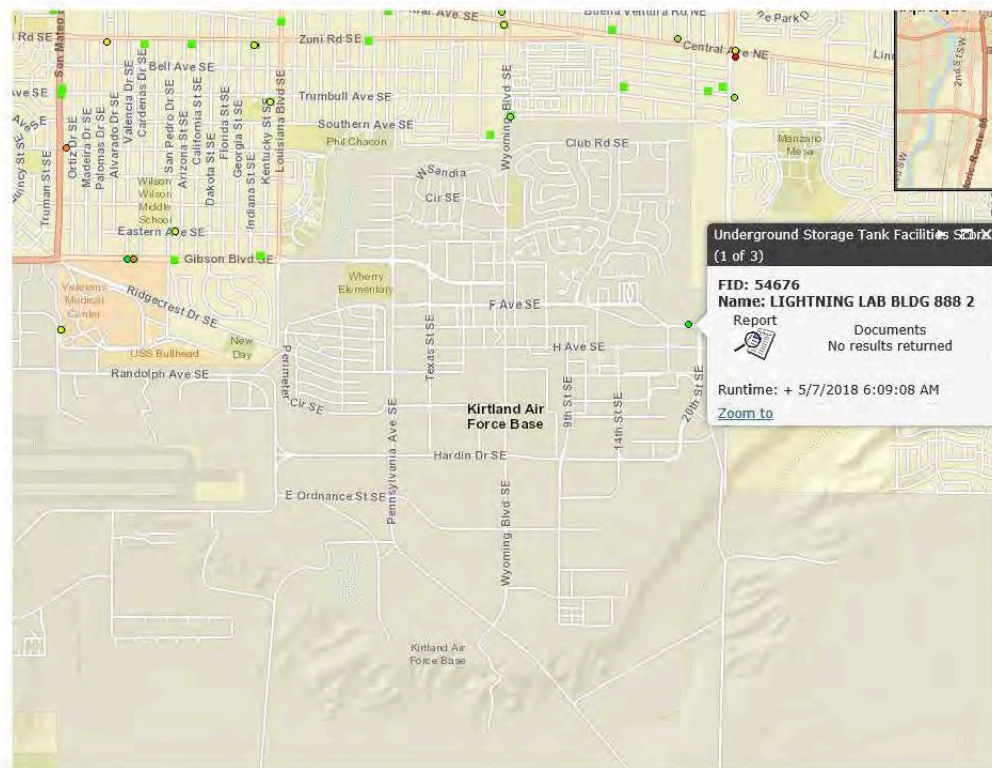 Buena Ventura Rd NE
Zuni Rd SE
Central Ave NE
San Mateo
Bell Ave SE
Trumbull Ave SE
Southern Ave SE
Phil Chacon
Club Rd SE
Manzano
Mesa
2nd St SW
Truman St SE
Ortiz Dr SE
Madeira Dr SE
Palomas Dr SE
Alvarado Dr SE
Valencia Dr SE
Cardenas Dr SE
San Pedro Dr SE
Arizona St SE
California St SE
Dakota St SE
Florida St SE
Georgia St SE
Indiana St SE
Kentucky St SE
Louisiana Blvd SE
Wyoming Blvd SE
W Sandia
Cir SE
Wilson
Wilson
Middle
School
Eastern Ave SE
Gibson Blvd SE
Veterans
Medical
Center
Ridgecrest Dr SE
Wherry
Elementary
F Ave SE
H Ave SE
USS Bullhead
New
Day
Randolph Ave SE
Perimeter
Cir SE
Texas St SE
Pennsylvania Ave SE
Kirtland Air
Force Base
9th St SE
14th St SE
20th St SE
Hardin Dr SE
E Ordnance St SE
Wyoming Blvd SE
Kirtland Air
Force Base
Underground Storage Tank Facilities
(1 of 3)
FID: 54676
Name: LIGHTNING LAB BLDG 888 2
Report
Documents
No results returned
Runtime: + 5/7/2018 6:09:08 AM
Zoom to